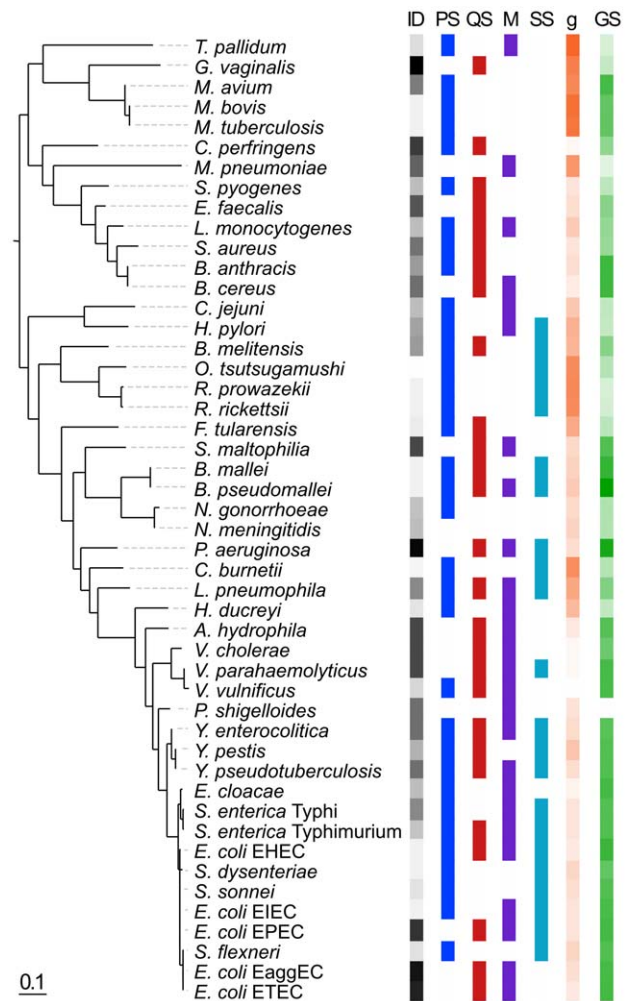 ID PS QS M SS g GS
T. pallidum
G. vaginalis
M. avium
M. bovis
M. tuberculosis
C. perfringens
M. pneumoniae
S. pyogenes
E. faecalis
L. monocytogenes
S. aureus
B. anthracis
B. cereus
C. jejuni
H. pylori
B. melitensis
O. tsutsugamushi
R. prowazekii
R. rickettsii
F. tularensis
S. maltophilia
B. mallei
B. pseudomallei
N. gonorrhoeae
N. meningitidis
P. aeruginosa
C. burnetii
L. pneumophila
H. ducreyi
A. hydrophila
V. cholerae
V. parahaemolyticus
V. vulnificus
P. shigelloides
Y. enterocolitica
Y. pestis
Y. pseudotuberculosis
E. cloacae
S. enterica Typhi
S. enterica Typhimurium
E. coli EHEC
S. dysenteriae
S. sonnei
E. coli EIEC
E. coli EPEC
S. flexneri
E. coli EaggEC
E. coli ETEC
0.1